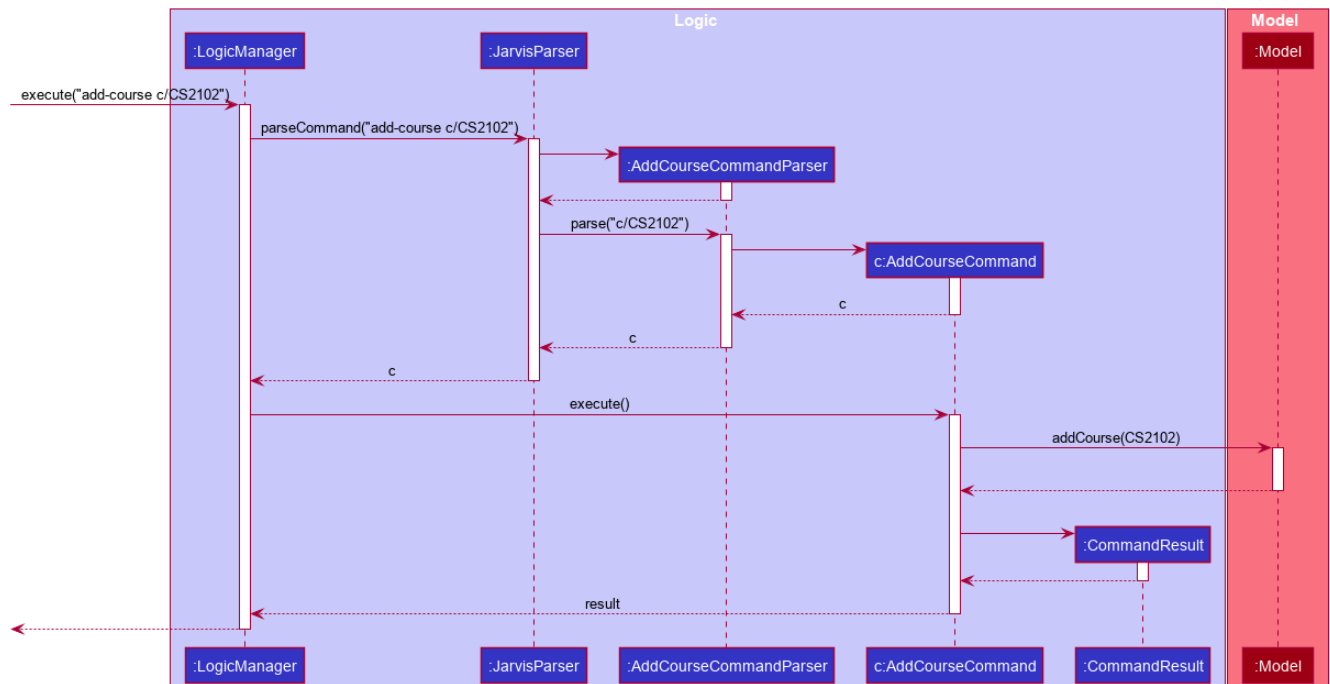 Logic
Model
:LogicManager
:JarvisParser
:Model
execute("add-course c/CS2102")
parseCommand("add-course c/CS2102")
:AddCourseCommandParser
parse("c/CS2102")
c:AddCourseCommand
c
c
c
execute()
addCourse(CS2102)
:CommandResult
result
:LogicManager
:JarvisParser
:AddCourseCommandParser
c:AddCourseCommand
:CommandResult
:Model